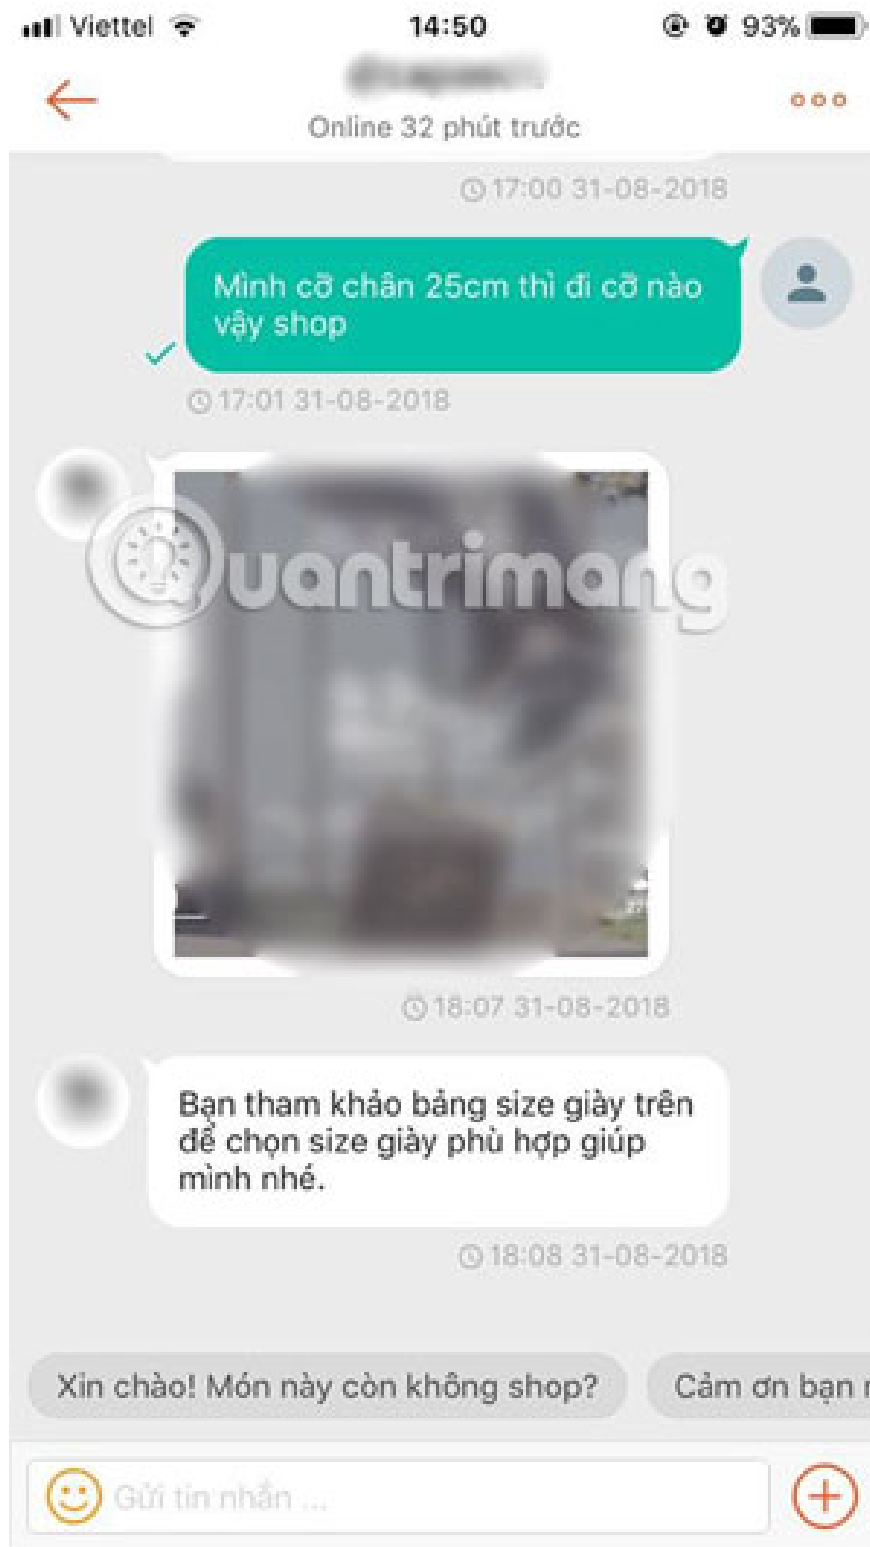 Viettel 14:50 93%
Online 32 phút trước
17:00 31-08-2018
Mình cỡ chân 25cm thì đi cỡ nào
vậy shop
17:01 31-08-2018
Quantrimang
18:07 31-08-2018
Bạn tham khảo bảng size giày trên
để chọn size giày phù hợp giúp
mình nhé.
18:08 31-08-2018
Xin chào! Món này còn không shop? Cảm ơn bạn
Gửi tin nhắn ...